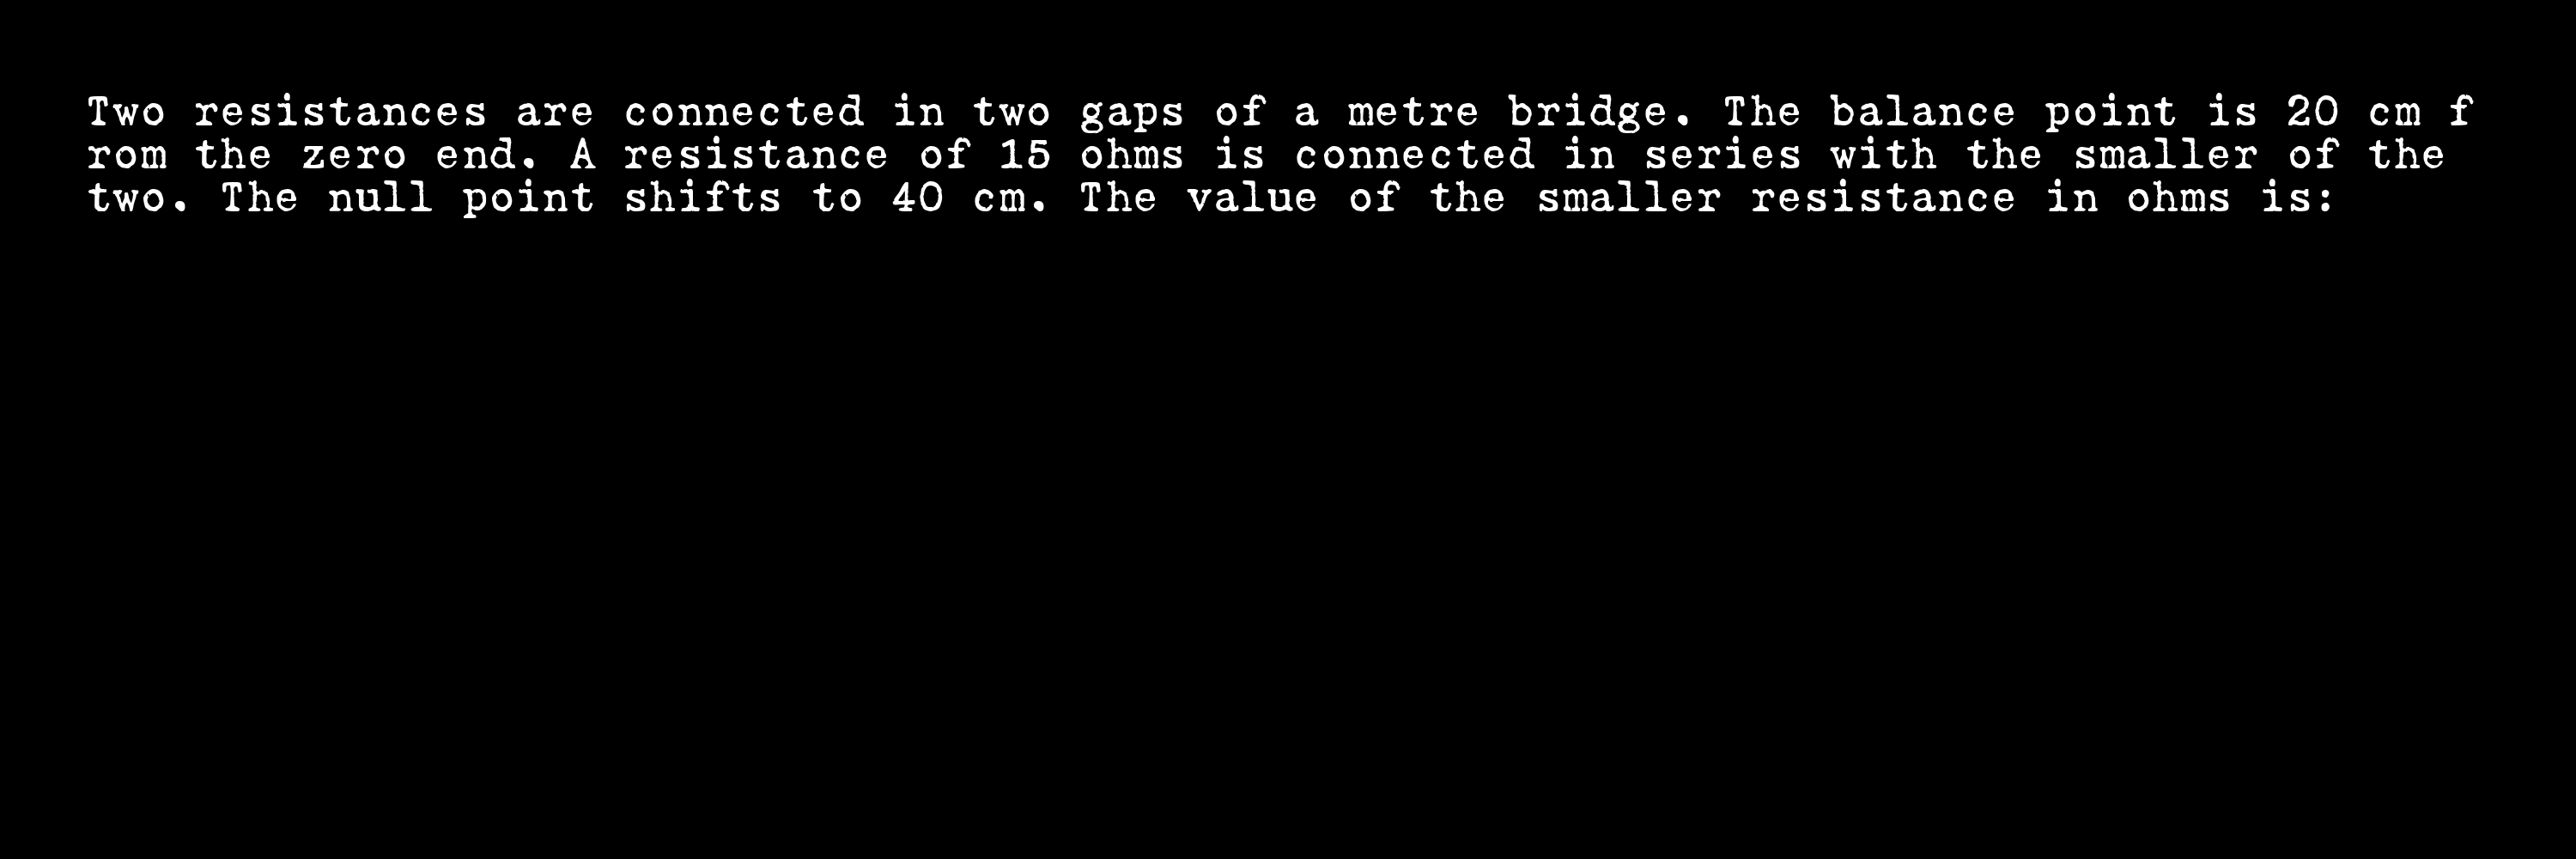 Two resistances are connected in two gaps of a metre bridge. The balance point is 20 cm f
rom the zero end. A resistance of 15 ohms is connected in series with the smaller of the
two. The null point shifts to 40 cm. The value of the smaller resistance in ohms is: